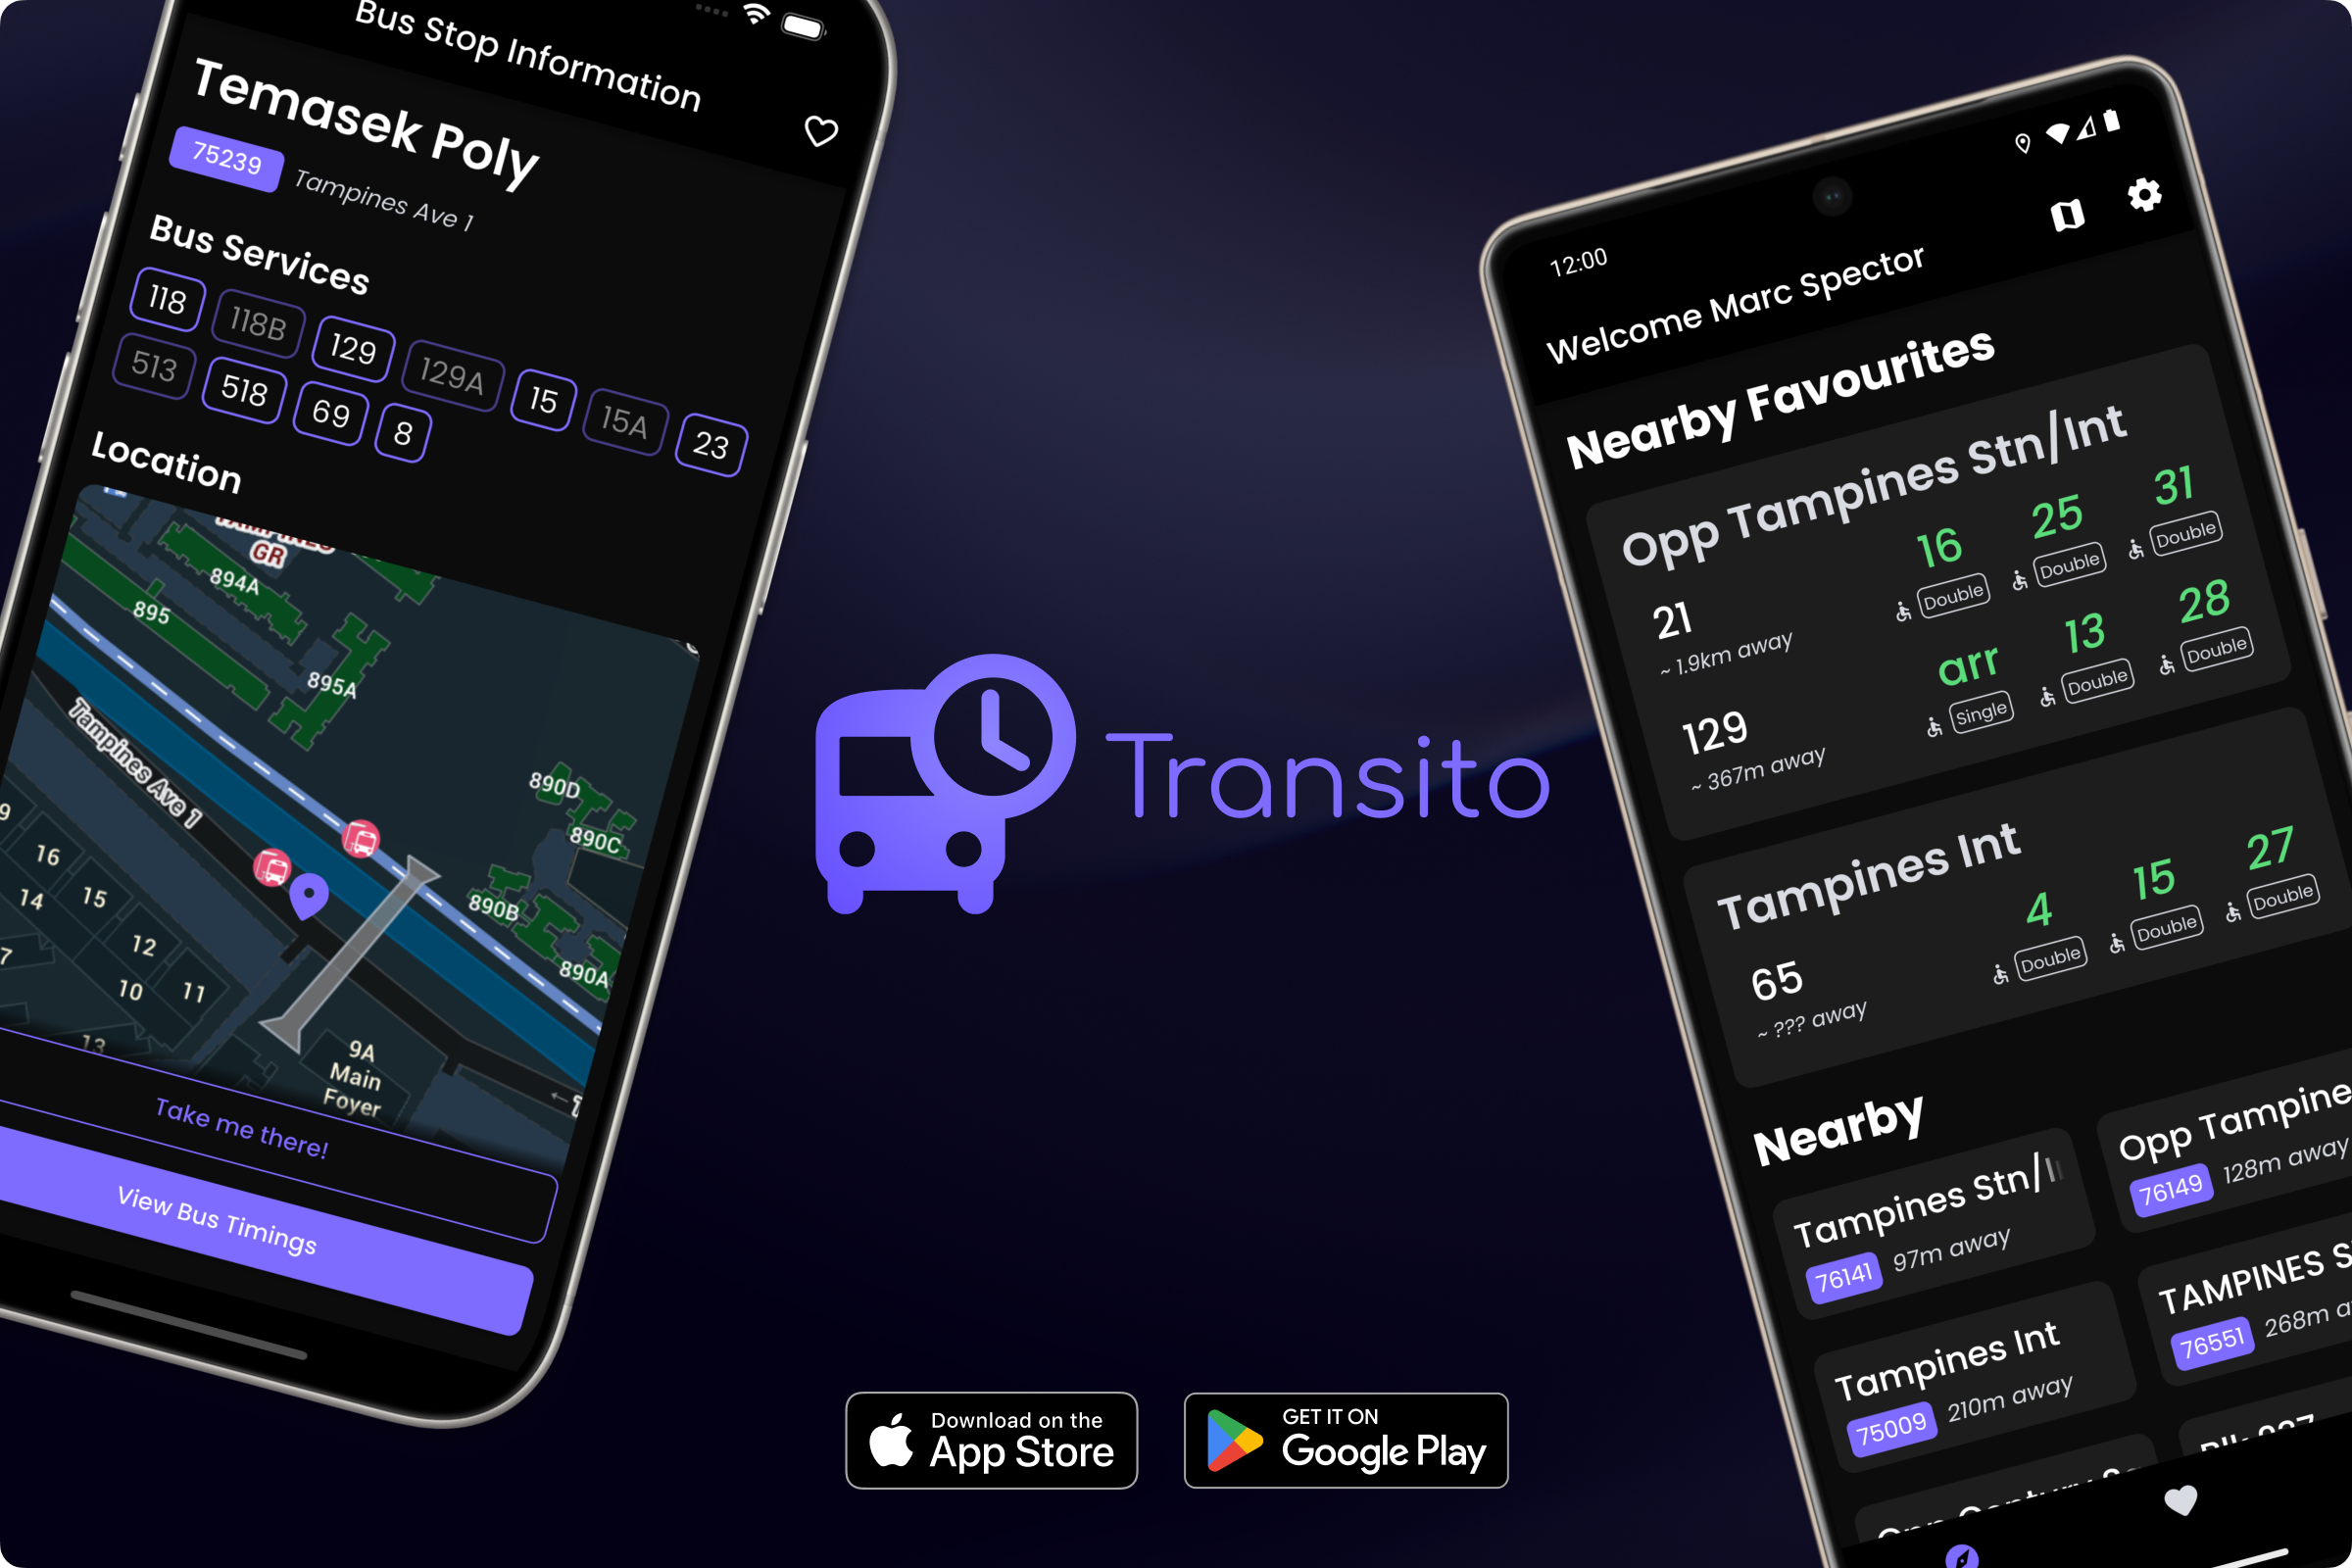 Bus Stop Information
Temasek Poly
75239 Tampines Ave 1
Bus Services
118 118B 129 129A 15 15A 23
513 518 69 8
Location
GR
894A
895
895A
Tampines Ave 1
890D
890C
890B
890A
16
15
14
12
11
10
13
9A
Main
Foyer
Take me there!
View Bus Timings
Transito
Download on the
App Store
GET IT ON
Google Play
12:00
Welcome Marc Spector
Nearby Favourites
Opp Tampines Stn/Int
21 16 25 31
~ 1.9km away Double Double Double
129 arr 13 28
~ 367m away Single Double Double
Tampines Int
65 4 15 27
~ ??? away Double Double Double
Nearby
Tampines Stn/
76141 97m away
Opp Tampine
76149 128m away
Tampines Int
75009 210m away
TAMPINES S
76551 268m a